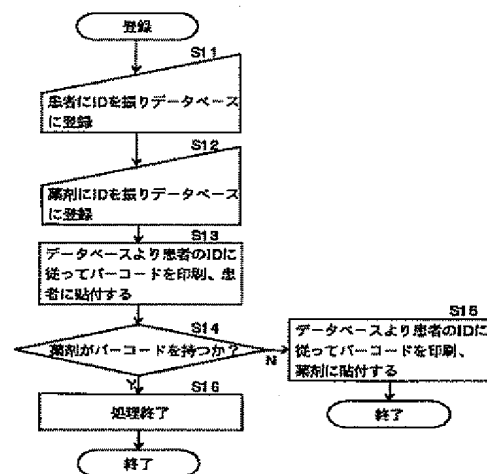 登録
S11
患者にIDを振りデータベース
に登録
S12
薬剤にIDを振りデータベース
に登録
S13
データベースより患者のIDに
従ってバーコードを印刷、患
者に貼付する
S14
薬剤がバーコードを持つか?
N
Y
S15
データベースより患者のIDに
従ってバーコードを印刷、
薬剤に貼付する
終了
S16
処理終了
終了